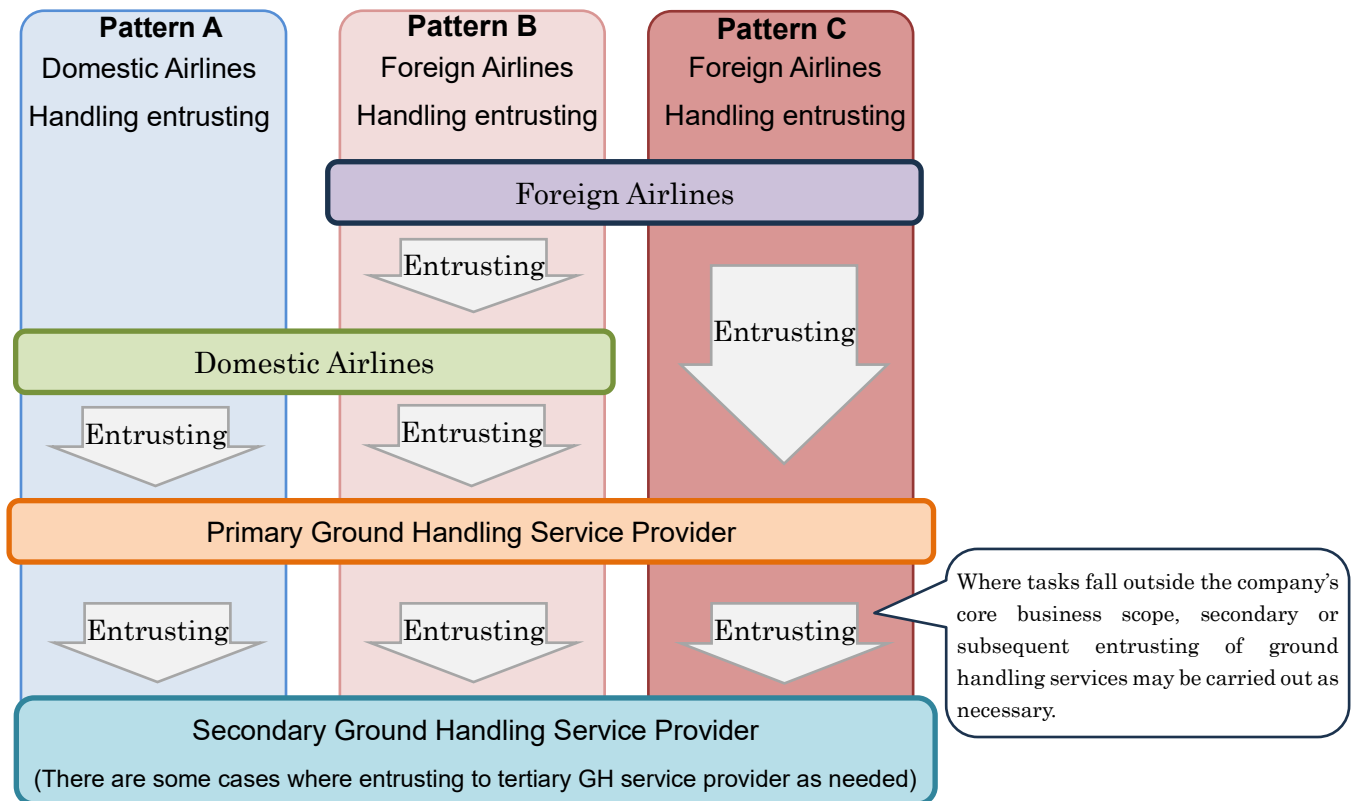 Pattern A
Domestic Airlines
Handling entrusting
Pattern B
Foreign Airlines
Handling entrusting
Pattern C
Foreign Airlines
Handling entrusting
Foreign Airlines
Entrusting
Entrusting
Domestic Airlines
Entrusting
Entrusting
Primary Ground Handling Service Provider
Entrusting
Entrusting
Entrusting
Where tasks fall outside the company’s
core business scope, secondary or
subsequent entrusting of ground
handling services may be carried out as
necessary.
Secondary Ground Handling Service Provider
(There are some cases where entrusting to tertiary GH service provider as needed)